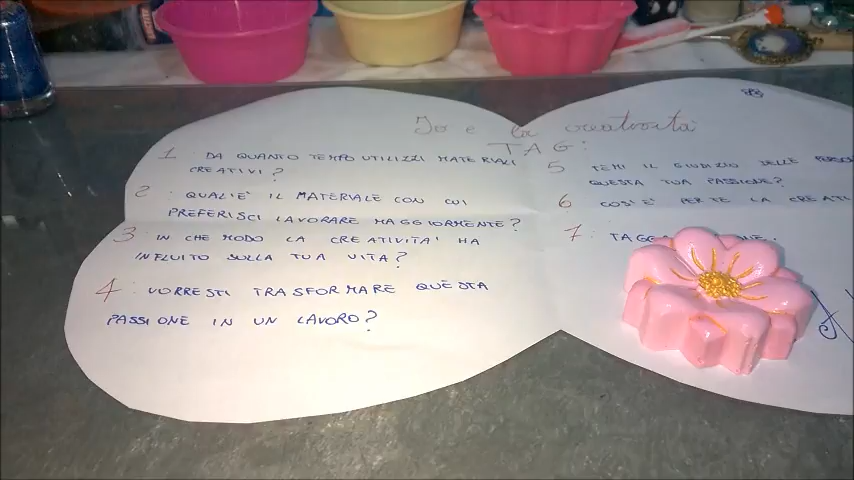 Io e la creatività
TAG:
1 DA QUANTO TEMPO UTILIZZI MATERIALI
CREATIVI?
2 QUAL'E' IL MATERIALE CON CUI
PREFERISCI LAVORARE MAGGIORMENTE?
3 IN CHE MODO LA CREATIVITA' HA
INFLUITO SULLA TUA VITA?
4: VORRESTI TRASFORMARE QUESTA
PASSIONE IN UN LAVORO?
5 TEMI IL GIUDIZIO DELLE
QUESTA TUA PASSIONE?
6 COS'E' PER TE LA
7: